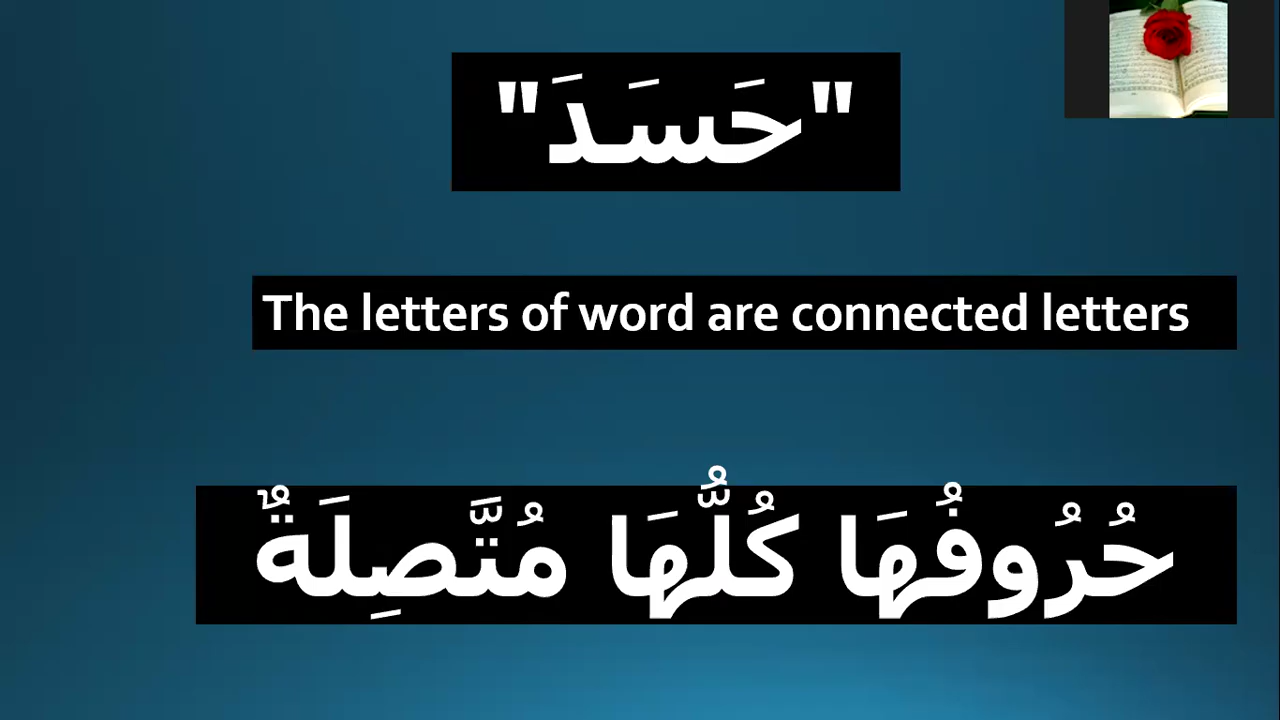 "حَسَدَ"
The letters of word are connected letters
حُرُوفُهَا كُلُّهَا مُتَّصِلَةٌ